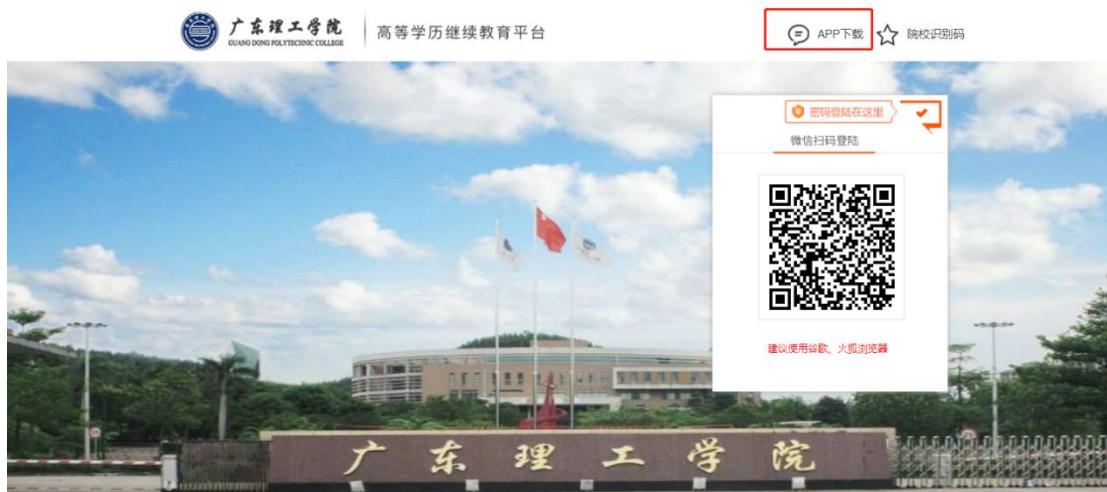 广东理工学院
GUANG DONG POLYTECHNIC COLLEGE
高等学历继续教育平台
APP下载
院校识别码
密码登陆在这里
微信扫码登陆
建议使用谷歌、火狐浏览器
广东理工学院